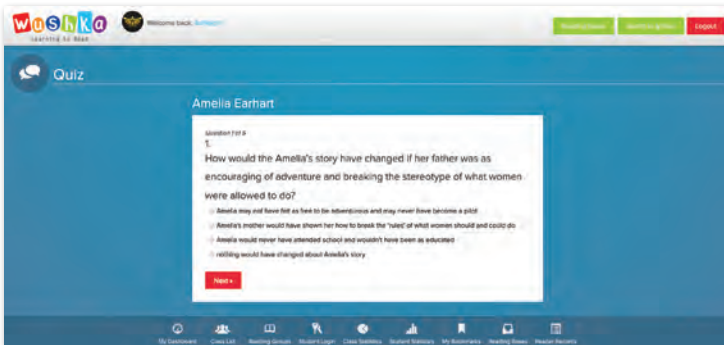 Wushka
Learning to Read
Welcome back,
Logout
Quiz
Amelia Earhart
1.
How would the Amelia's story have changed if her father was as
encouraging of adventure and breaking the stereotype of what women
were allowed to do?
Amelia may not have felt as free to be adventurous and may never have become a pilot
Amelia's mother would have shown her how to break the 'rules' of what women should and could do
Amelia would never have attended school and wouldn't have been as educated
nothing would have changed about Amelia's story
Next »
My Dashboard Class List Reading Groups Student Login Class Statistics Student Statistics My Bookmarks Reading Boxes Reader Records